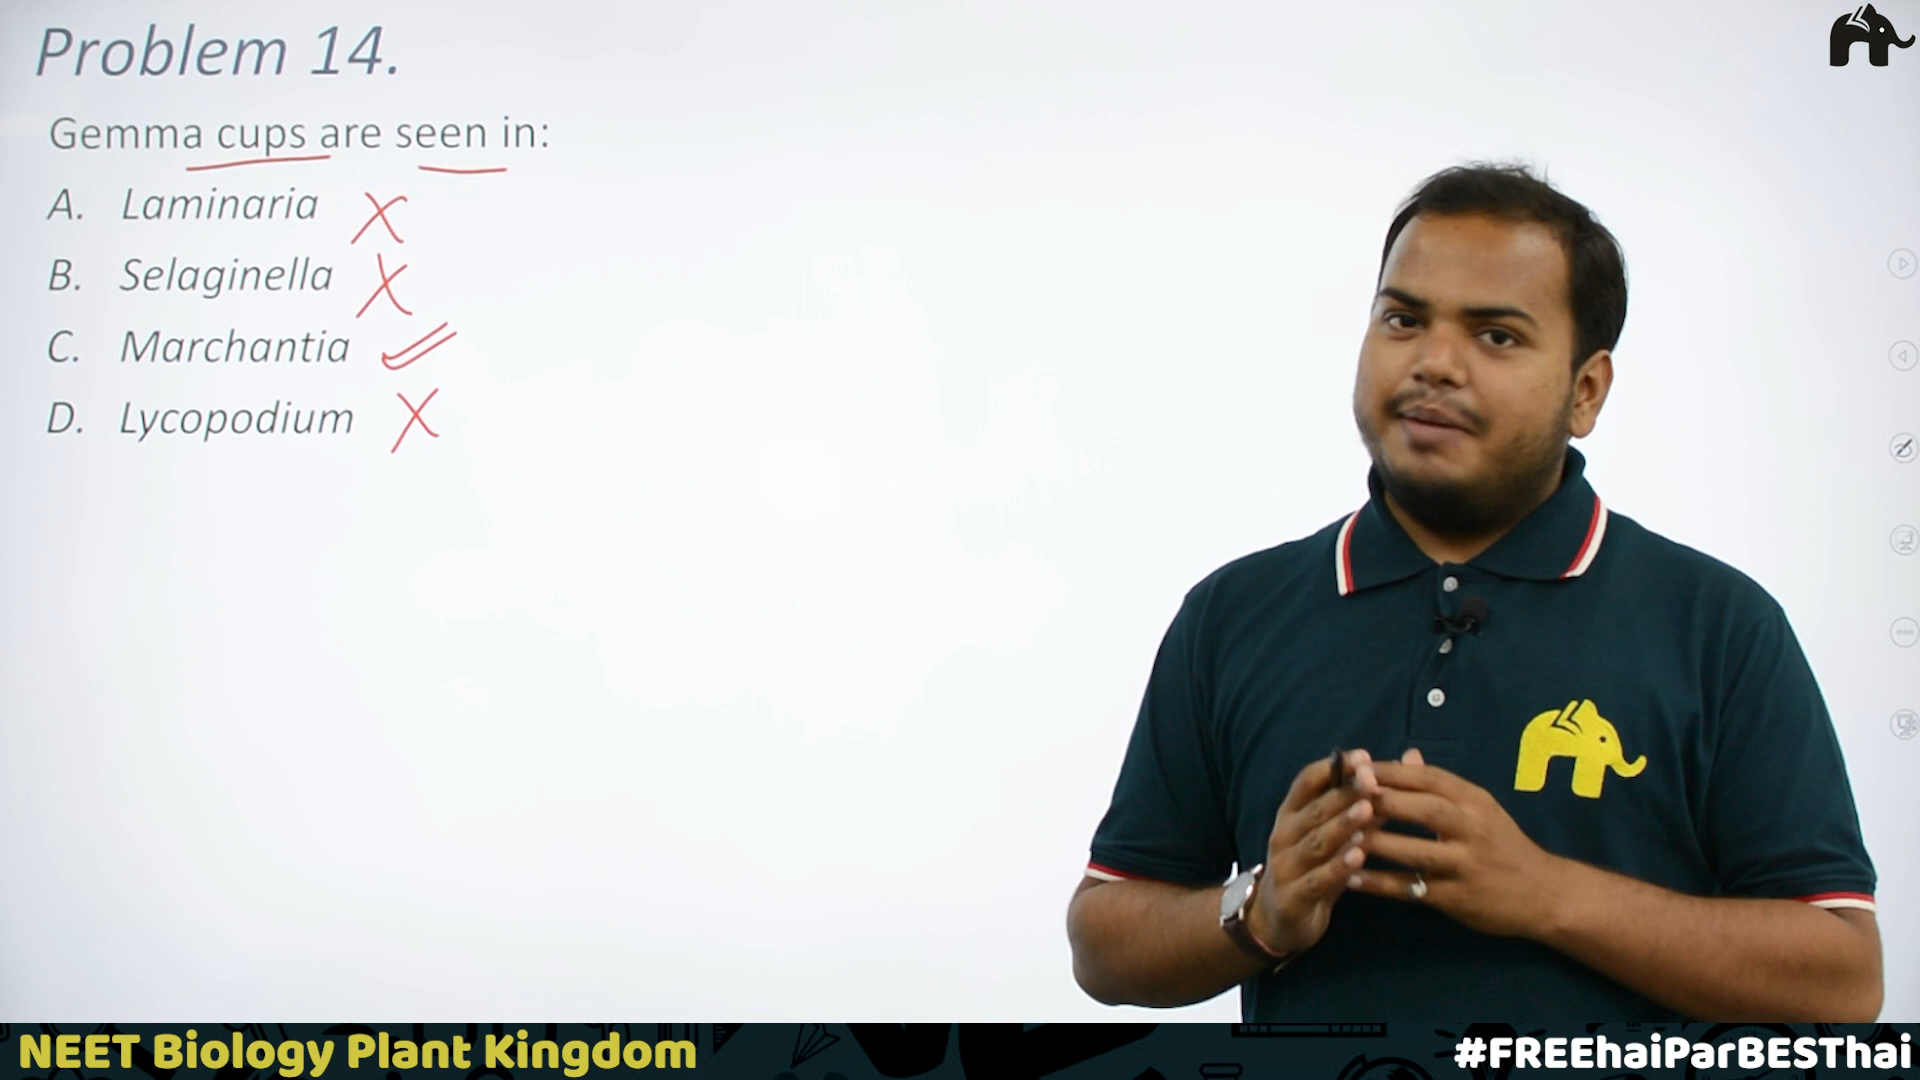 Problem 14.
Gemma cups are seen in:
A. Laminaria
B. Selaginella
C. Marchantia
D. Lycopodium
NEET Biology Plant Kingdom
#FREEhaiParBESThai